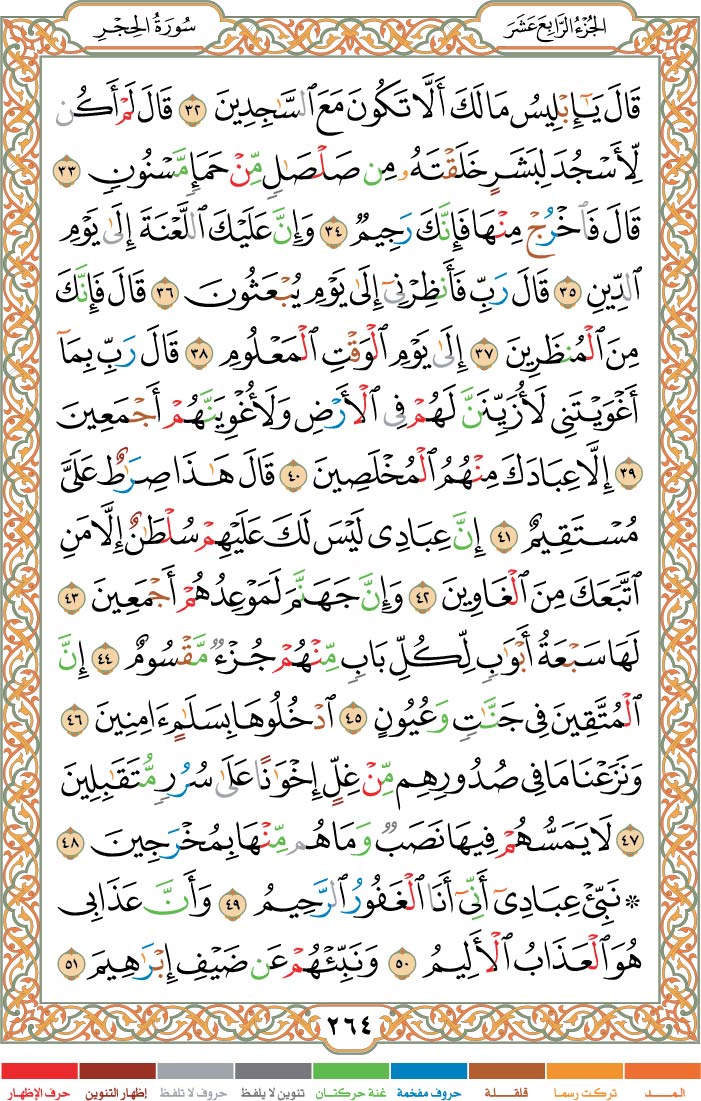 الجُزْءُ الرَّابِعَ عَشَرَ
سُورَةُ الحِجْرِ
قَالَ يَـٰٓإِبْلِيسُ مَا لَكَ أَلَّا تَكُونَ مَعَ ٱلسَّـٰجِدِينَ ٣٢ قَالَ لَمْ أَكُن
لِّأَسْجُدَ لِبَشَرٍ خَلَقْتَهُۥ مِن صَلْصَـٰلٍ مِّنْ حَمَإٍ مَّسْنُونٍ ٣٣
قَالَ فَٱخْرُجْ مِنْهَا فَإِنَّكَ رَجِيمٌ ٣٤ وَإِنَّ عَلَيْكَ ٱللَّعْنَةَ إِلَىٰ يَوْمِ
ٱلدِّينِ ٣٥ قَالَ رَبِّ فَأَنظِرْنِىٓ إِلَىٰ يَوْمِ يُبْعَثُونَ ٣٦ قَالَ فَإِنَّكَ
مِنَ ٱلْمُنظَرِينَ ٣٧ إِلَىٰ يَوْمِ ٱلْوَقْتِ ٱلْمَعْلُومِ ٣٨ قَالَ رَبِّ بِمَآ
أَغْوَيْتَنِى لَأُزَيِّنَنَّ لَهُمْ فِى ٱلْأَرْضِ وَلَأُغْوِيَنَّهُمْ أَجْمَعِينَ
٣٩ إِلَّا عِبَادَكَ مِنْهُمُ ٱلْمُخْلَصِينَ ٤٠ قَالَ هَـٰذَا صِرَٰطٌ عَلَىَّ
مُسْتَقِيمٌ ٤١ إِنَّ عِبَادِى لَيْسَ لَكَ عَلَيْهِمْ سُلْطَـٰنٌ إِلَّا مَنِ
ٱتَّبَعَكَ مِنَ ٱلْغَاوِينَ ٤٢ وَإِنَّ جَهَنَّمَ لَمَوْعِدُهُمْ أَجْمَعِينَ ٤٣
لَهَا سَبْعَةُ أَبْوَٰبٍ لِّكُلِّ بَابٍ مِّنْهُمْ جُزْءٌ مَّقْسُومٌ ٤٤ إِنَّ
ٱلْمُتَّقِينَ فِى جَنَّـٰتٍ وَعُيُونٍ ٤٥ ٱدْخُلُوهَا بِسَلَـٰمٍ ءَامِنِينَ ٤٦
وَنَزَعْنَا مَا فِى صُدُورِهِم مِّنْ غِلٍّ إِخْوَٰنًا عَلَىٰ سُرُرٍ مُّتَقَـٰبِلِينَ
٤٧ لَا يَمَسُّهُمْ فِيهَا نَصَبٌ وَمَا هُم مِّنْهَا بِمُخْرَجِينَ ٤٨
* نَبِّئْ عِبَادِىٓ أَنِّىٓ أَنَا ٱلْغَفُورُ ٱلرَّحِيمُ ٤٩ وَأَنَّ عَذَابِى
هُوَ ٱلْعَذَابُ ٱلْأَلِيمُ ٥٠ وَنَبِّئْهُمْ عَن ضَيْفِ إِبْرَٰهِيمَ ٥١
٢٦٤
المـد
تركت رسما
قلقلة
حروف مفخمة
غنة حركتان
تنوين لا يلفظ
حروف لا تلفظ
إظهار التنوين
حرف الإظهار